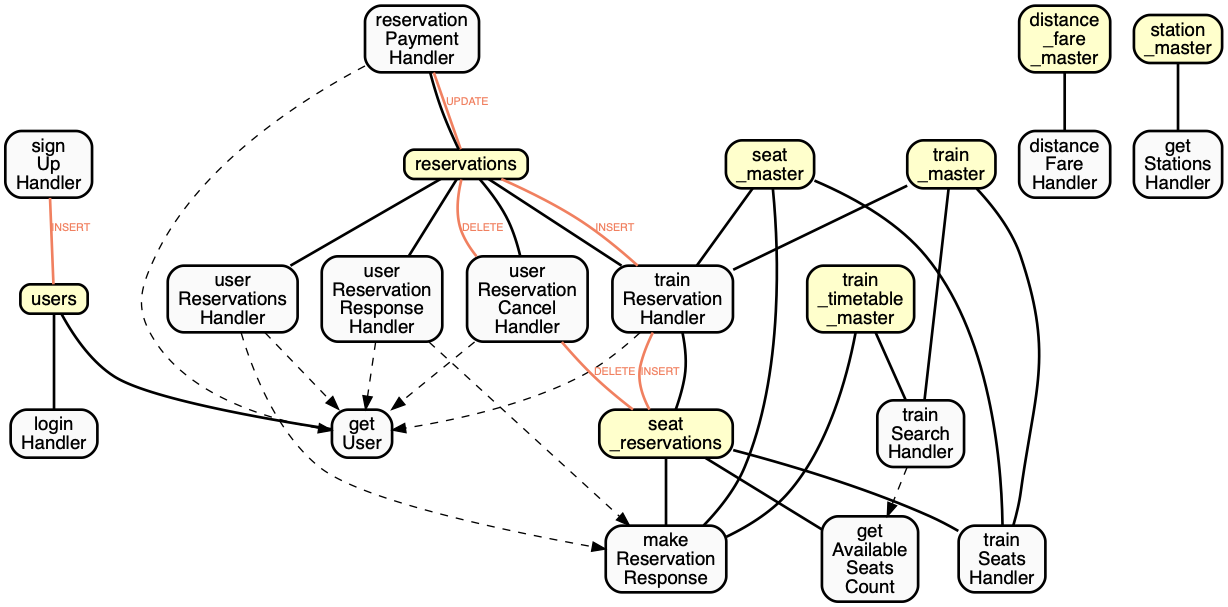 reservation
Payment
Handler
distance
_fare
_master
station
_master
UPDATE
sign
Up
Handler
reservations
seat
_master
train
_master
distance
Fare
Handler
get
Stations
Handler
INSERT
DELETE
INSERT
users
user
Reservations
Handler
user
Reservation
Response
Handler
user
Reservation
Cancel
Handler
train
Reservation
Handler
train
_timetable
_master
DELETE
INSERT
login
Handler
get
User
seat
_reservations
train
Search
Handler
make
Reservation
Response
get
Available
Seats
Count
train
Seats
Handler